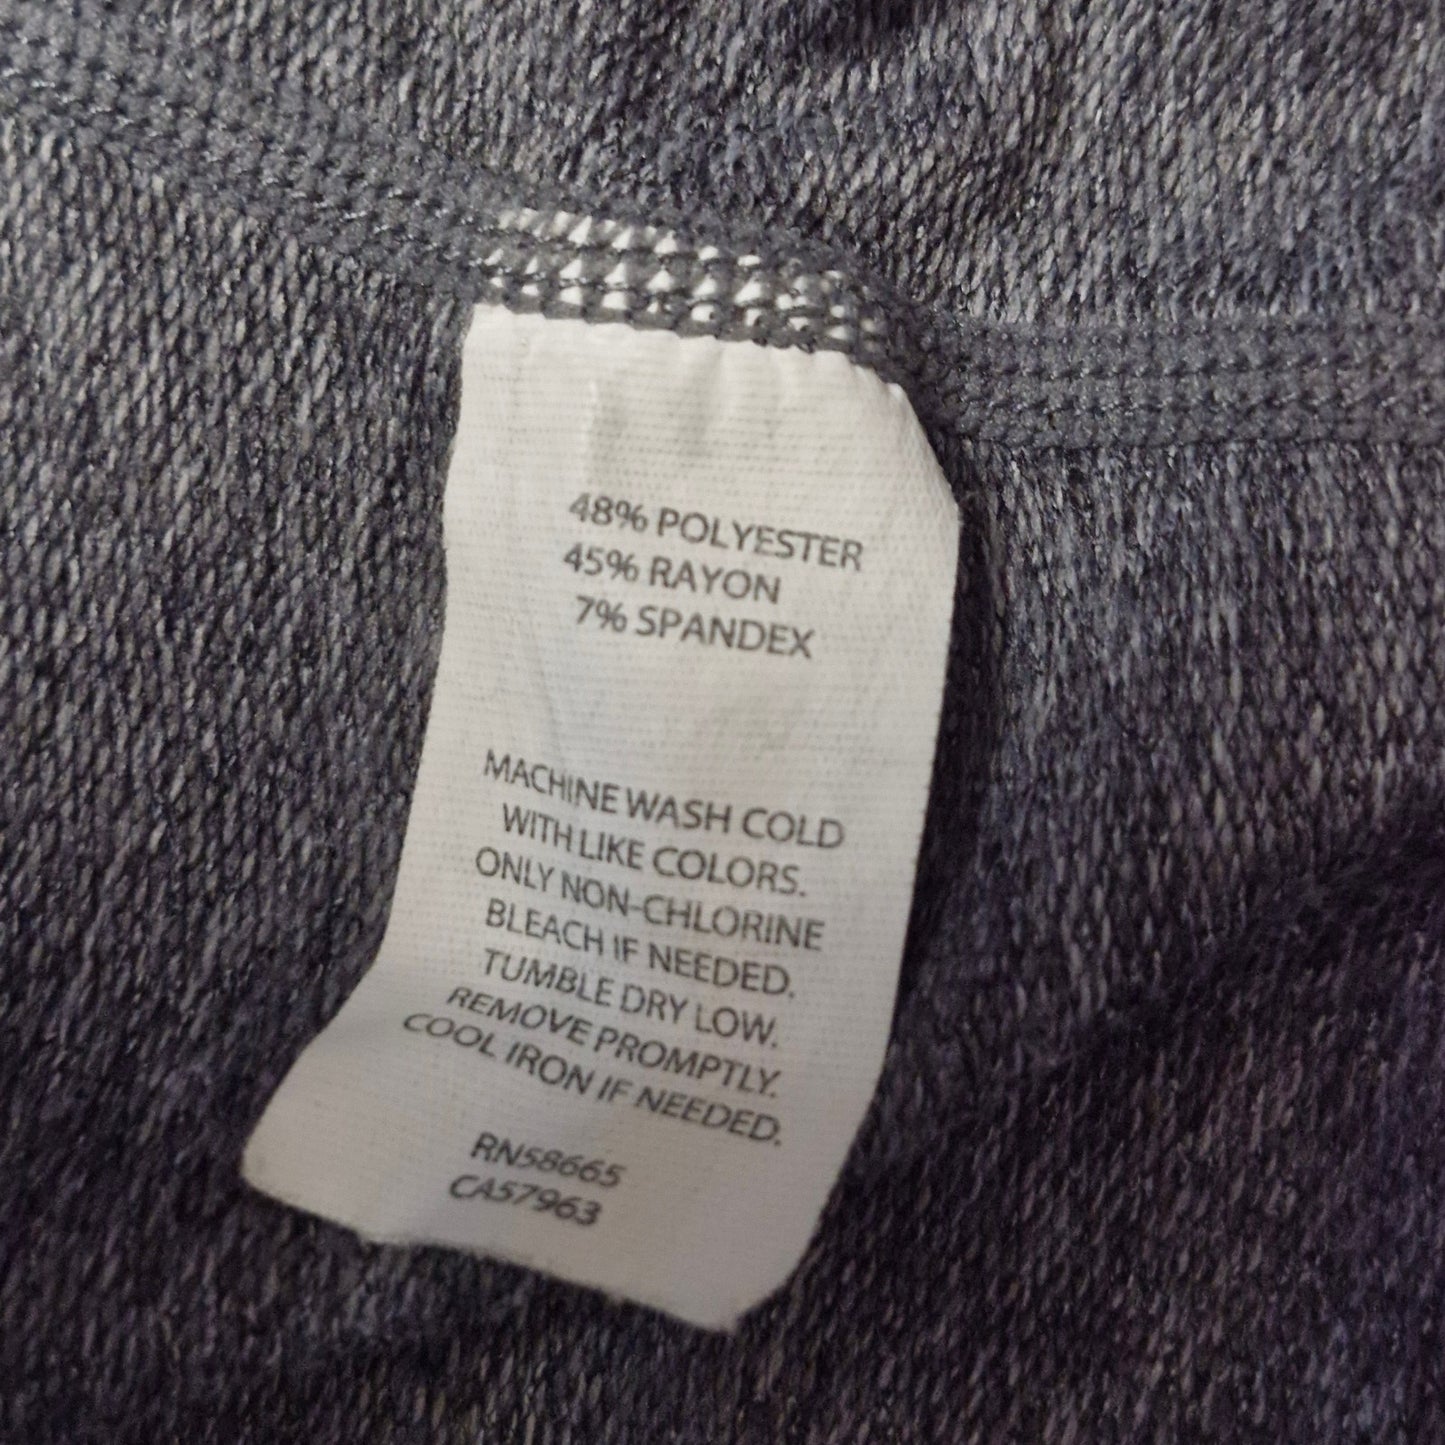 48% POLYESTER
45% RAYON
7% SPANDEX
MACHINE WASH COLD
WITH LIKE COLORS.
ONLY NON-CHLORINE
BLEACH IF NEEDED.
TUMBLE DRY LOW.
REMOVE PROMPTLY.
COOL IRON IF NEEDED.
RN58665
CA57963